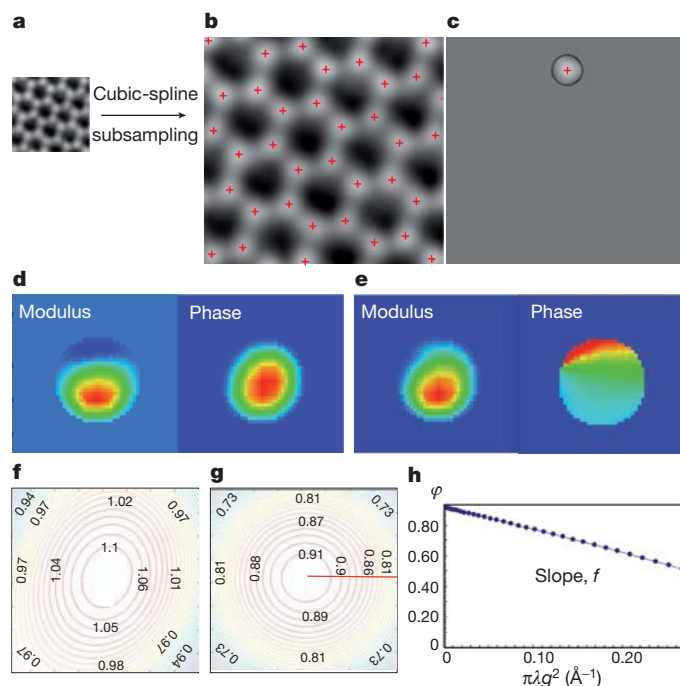 a
b
c
Cubic-spline
subsampling
d
e
Modulus
Phase
Modulus
Phase
f
g
h
0.94
0.97
1.02
0.97
0.97
1.04
1.1
1.06
1.01
1.05
0.97
0.98
0.97
0.94
0.73
0.81
0.73
0.87
0.91
0.81
0.88
0.9
0.86
0.81
0.89
0.73
0.81
0.73
φ
0.80
0.60
0.40
0.20
0
Slope, f
0
0.10
0.20
πλg² (Å⁻¹)